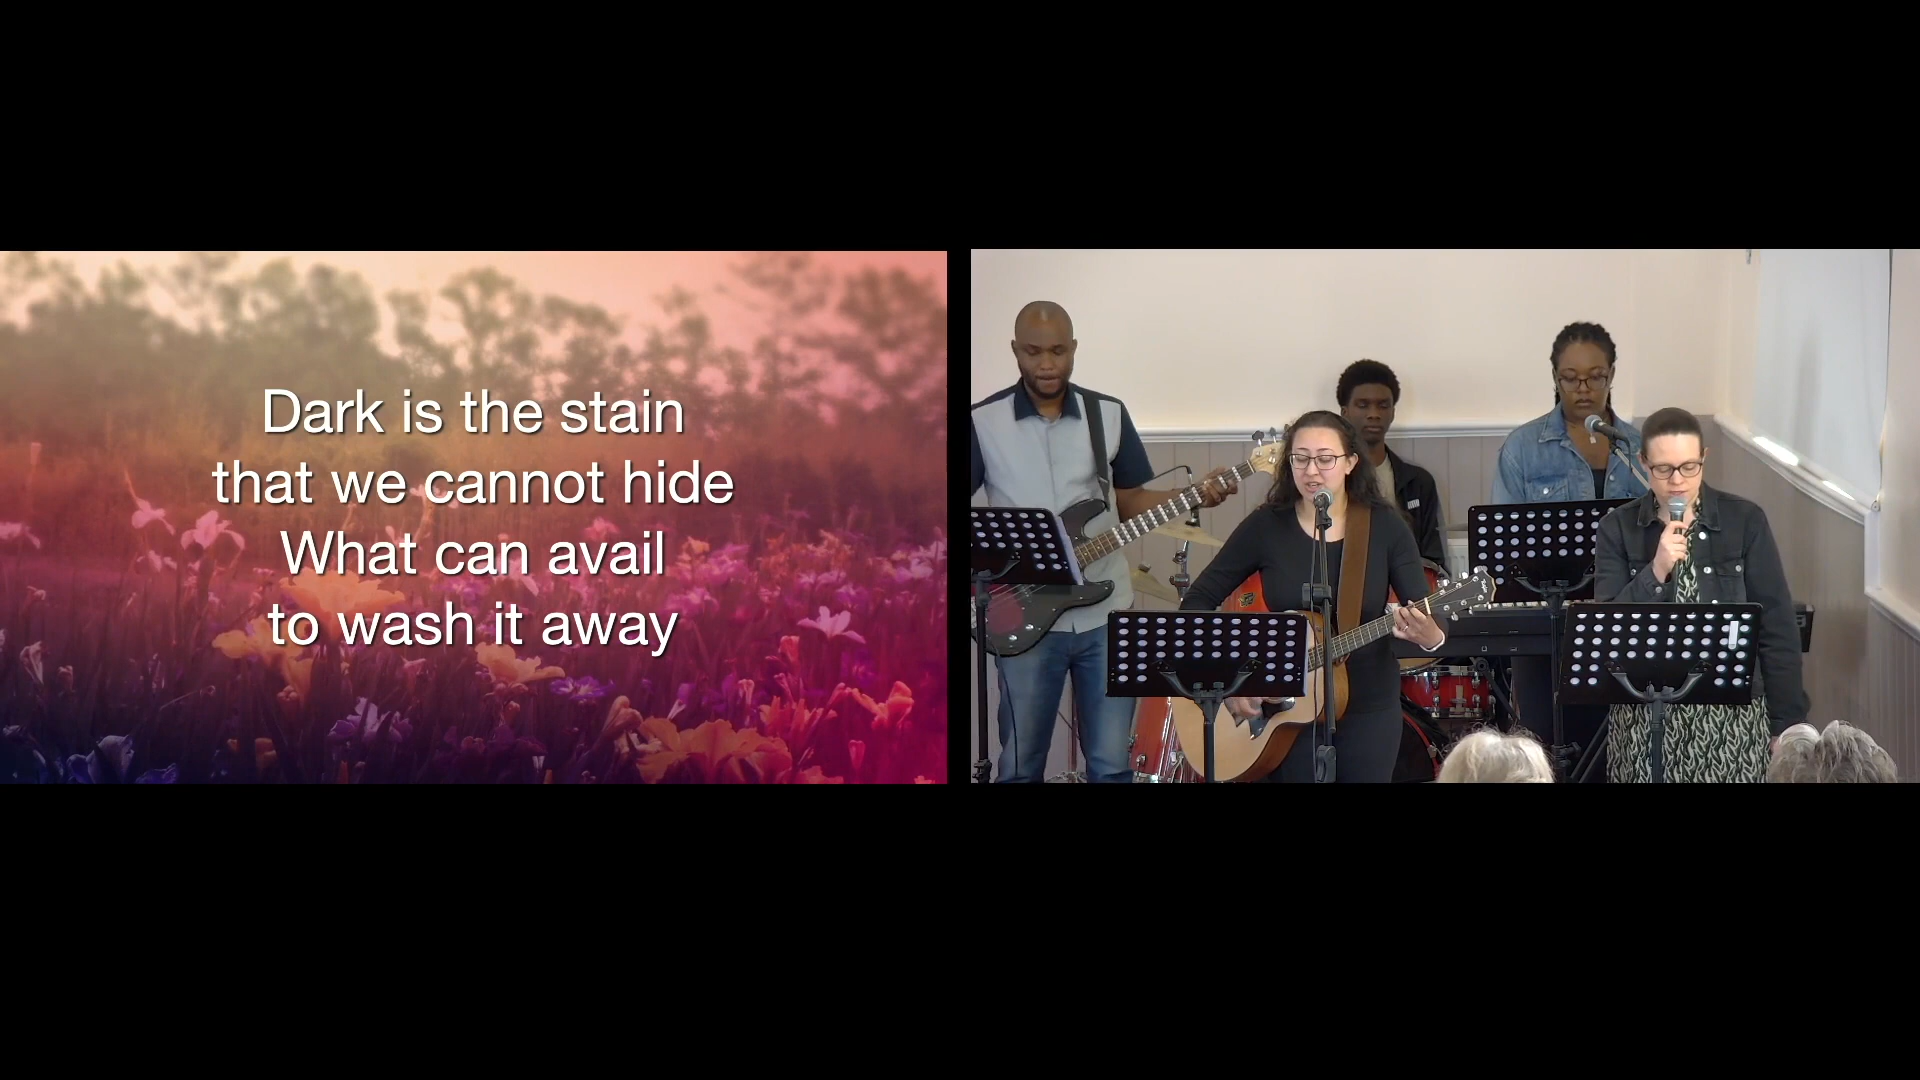 Dark is the stain
that we cannot hide
What can avail
to wash it away